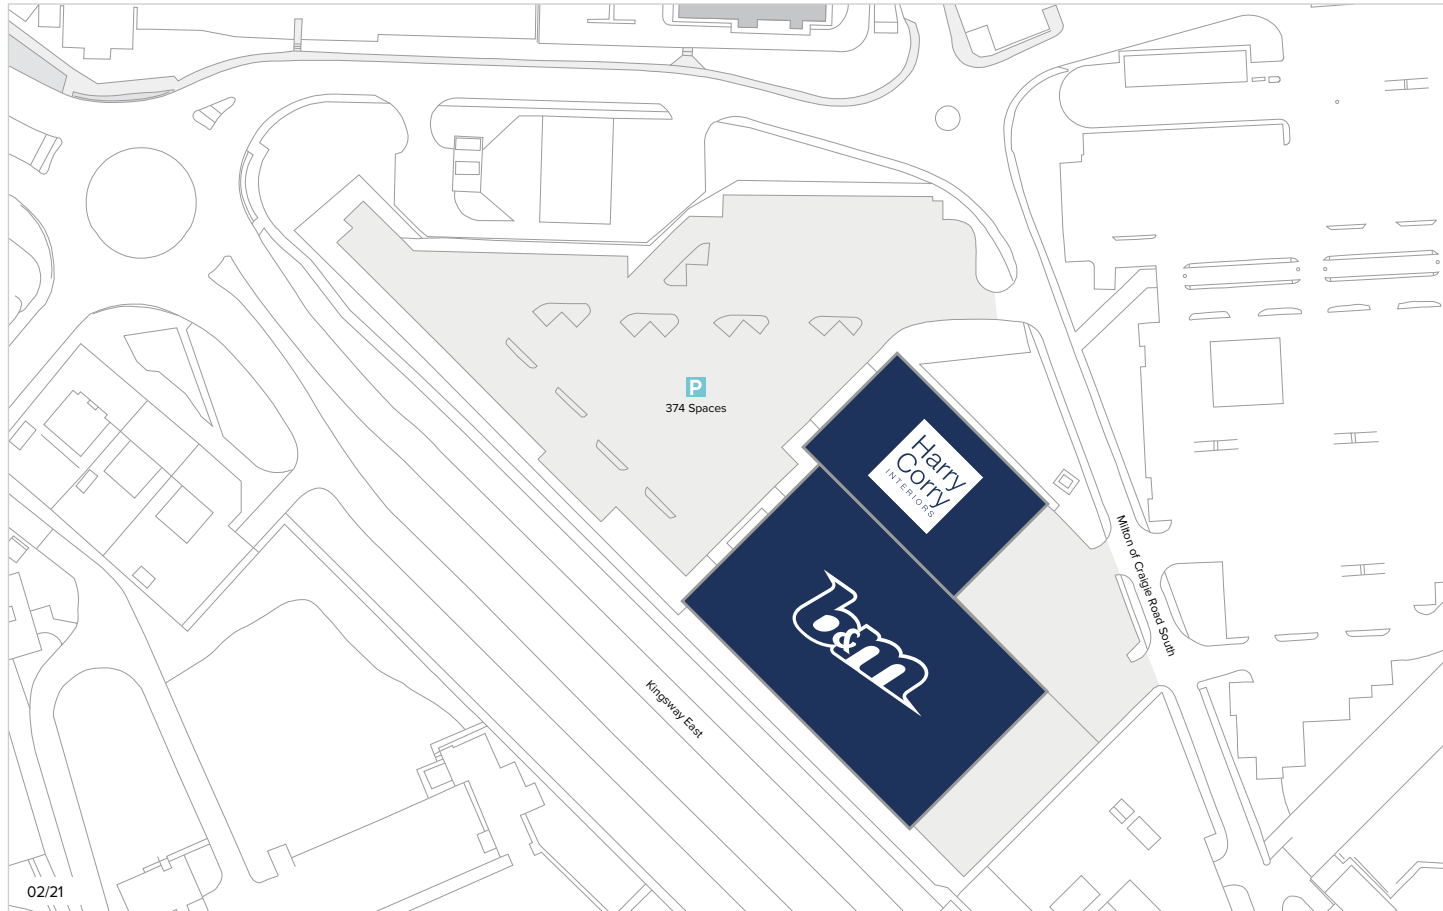 P
374 Spaces
Harry
Corry
INTERIORS
b&m
Milton of Craigie Road South
Kingsway East
02/21